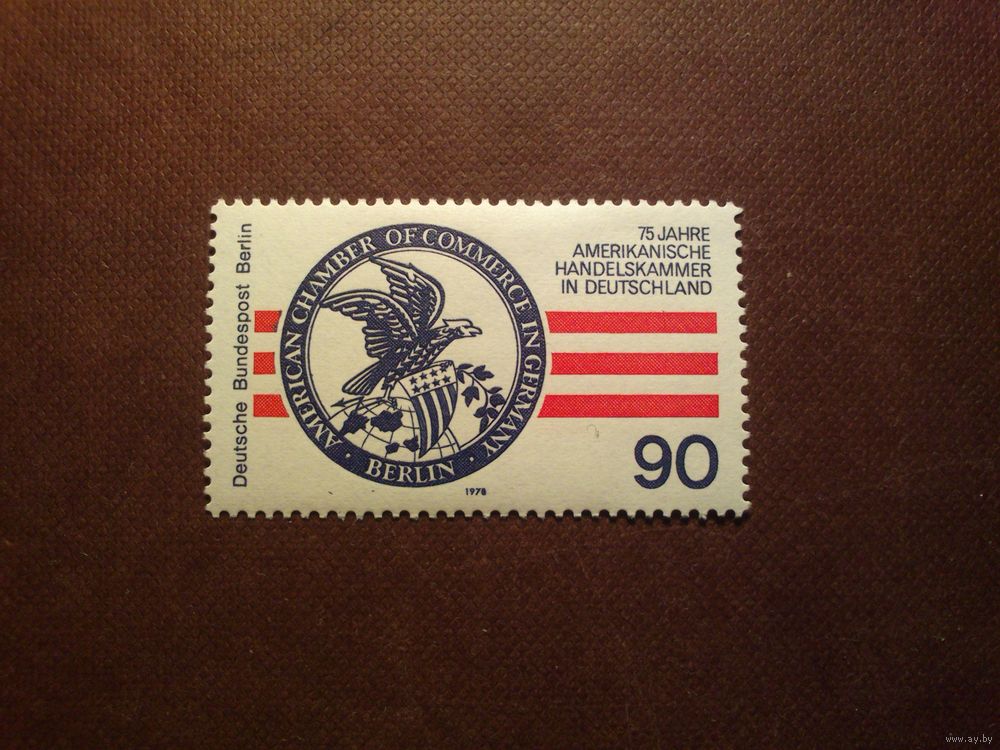 Deutsche Bundespost Berlin
AMERICAN CHAMBER OF COMMERCE IN GERMANY
· BERLIN ·
75 JAHRE
AMERIKANISCHE
HANDELSKAMMER
IN DEUTSCHLAND
90
1978
www.ay.by